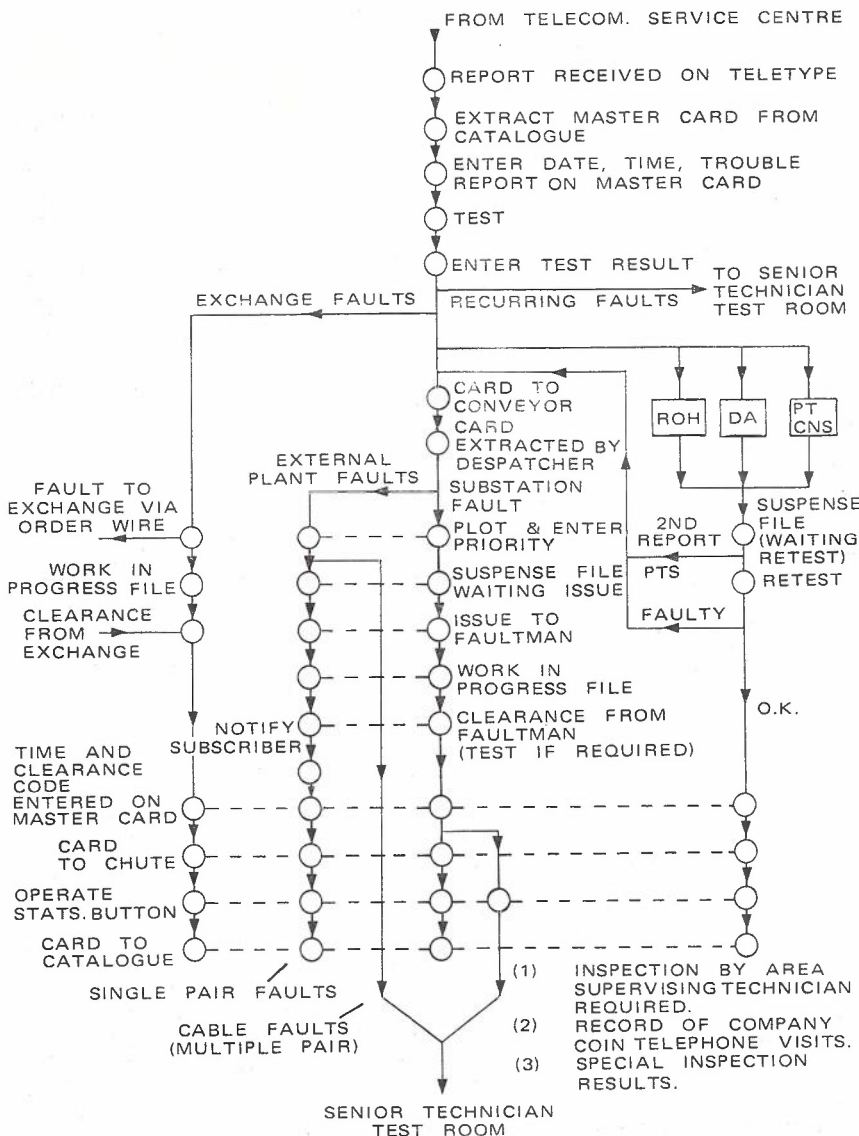 FROM TELECOM. SERVICE CENTRE
REPORT RECEIVED ON TELETYPE
EXTRACT MASTER CARD FROM
CATALOGUE
ENTER DATE, TIME, TROUBLE
REPORT ON MASTER CARD
TEST
ENTER TEST RESULT
TO SENIOR
TECHNICIAN
TEST ROOM
EXCHANGE FAULTS
RECURRING FAULTS
CARD TO
CONVEYOR
CARD
EXTRACTED BY
DESPATCHER
ROH
DA
PT
CNS
EXTERNAL
PLANT FAULTS
SUBSTATION
FAULT
FAULT TO
EXCHANGE VIA
ORDER WIRE
PLOT & ENTER
PRIORITY
2ND
REPORT
PTS
SUSPENSE
FILE
(WAITING
RETEST)
RETEST
WORK IN
PROGRESS FILE
SUSPENSE FILE
WAITING ISSUE
CLEARANCE
FROM
EXCHANGE
ISSUE TO
FAULTMAN
FAULTY
WORK IN
PROGRESS FILE
O.K.
NOTIFY
SUBSCRIBER
CLEARANCE FROM
FAULTMAN
(TEST IF REQUIRED)
TIME AND
CLEARANCE
CODE
ENTERED ON
MASTER CARD
CARD
TO CHUTE
OPERATE
STATS. BUTTON
CARD TO
CATALOGUE
SINGLE PAIR FAULTS
CABLE FAULTS
(MULTIPLE PAIR)
(1) INSPECTION BY AREA
SUPERVISING TECHNICIAN
REQUIRED.
(2) RECORD OF COMPANY
COIN TELEPHONE VISITS.
(3) SPECIAL INSPECTION
RESULTS.
SENIOR TECHNICIAN
TEST ROOM